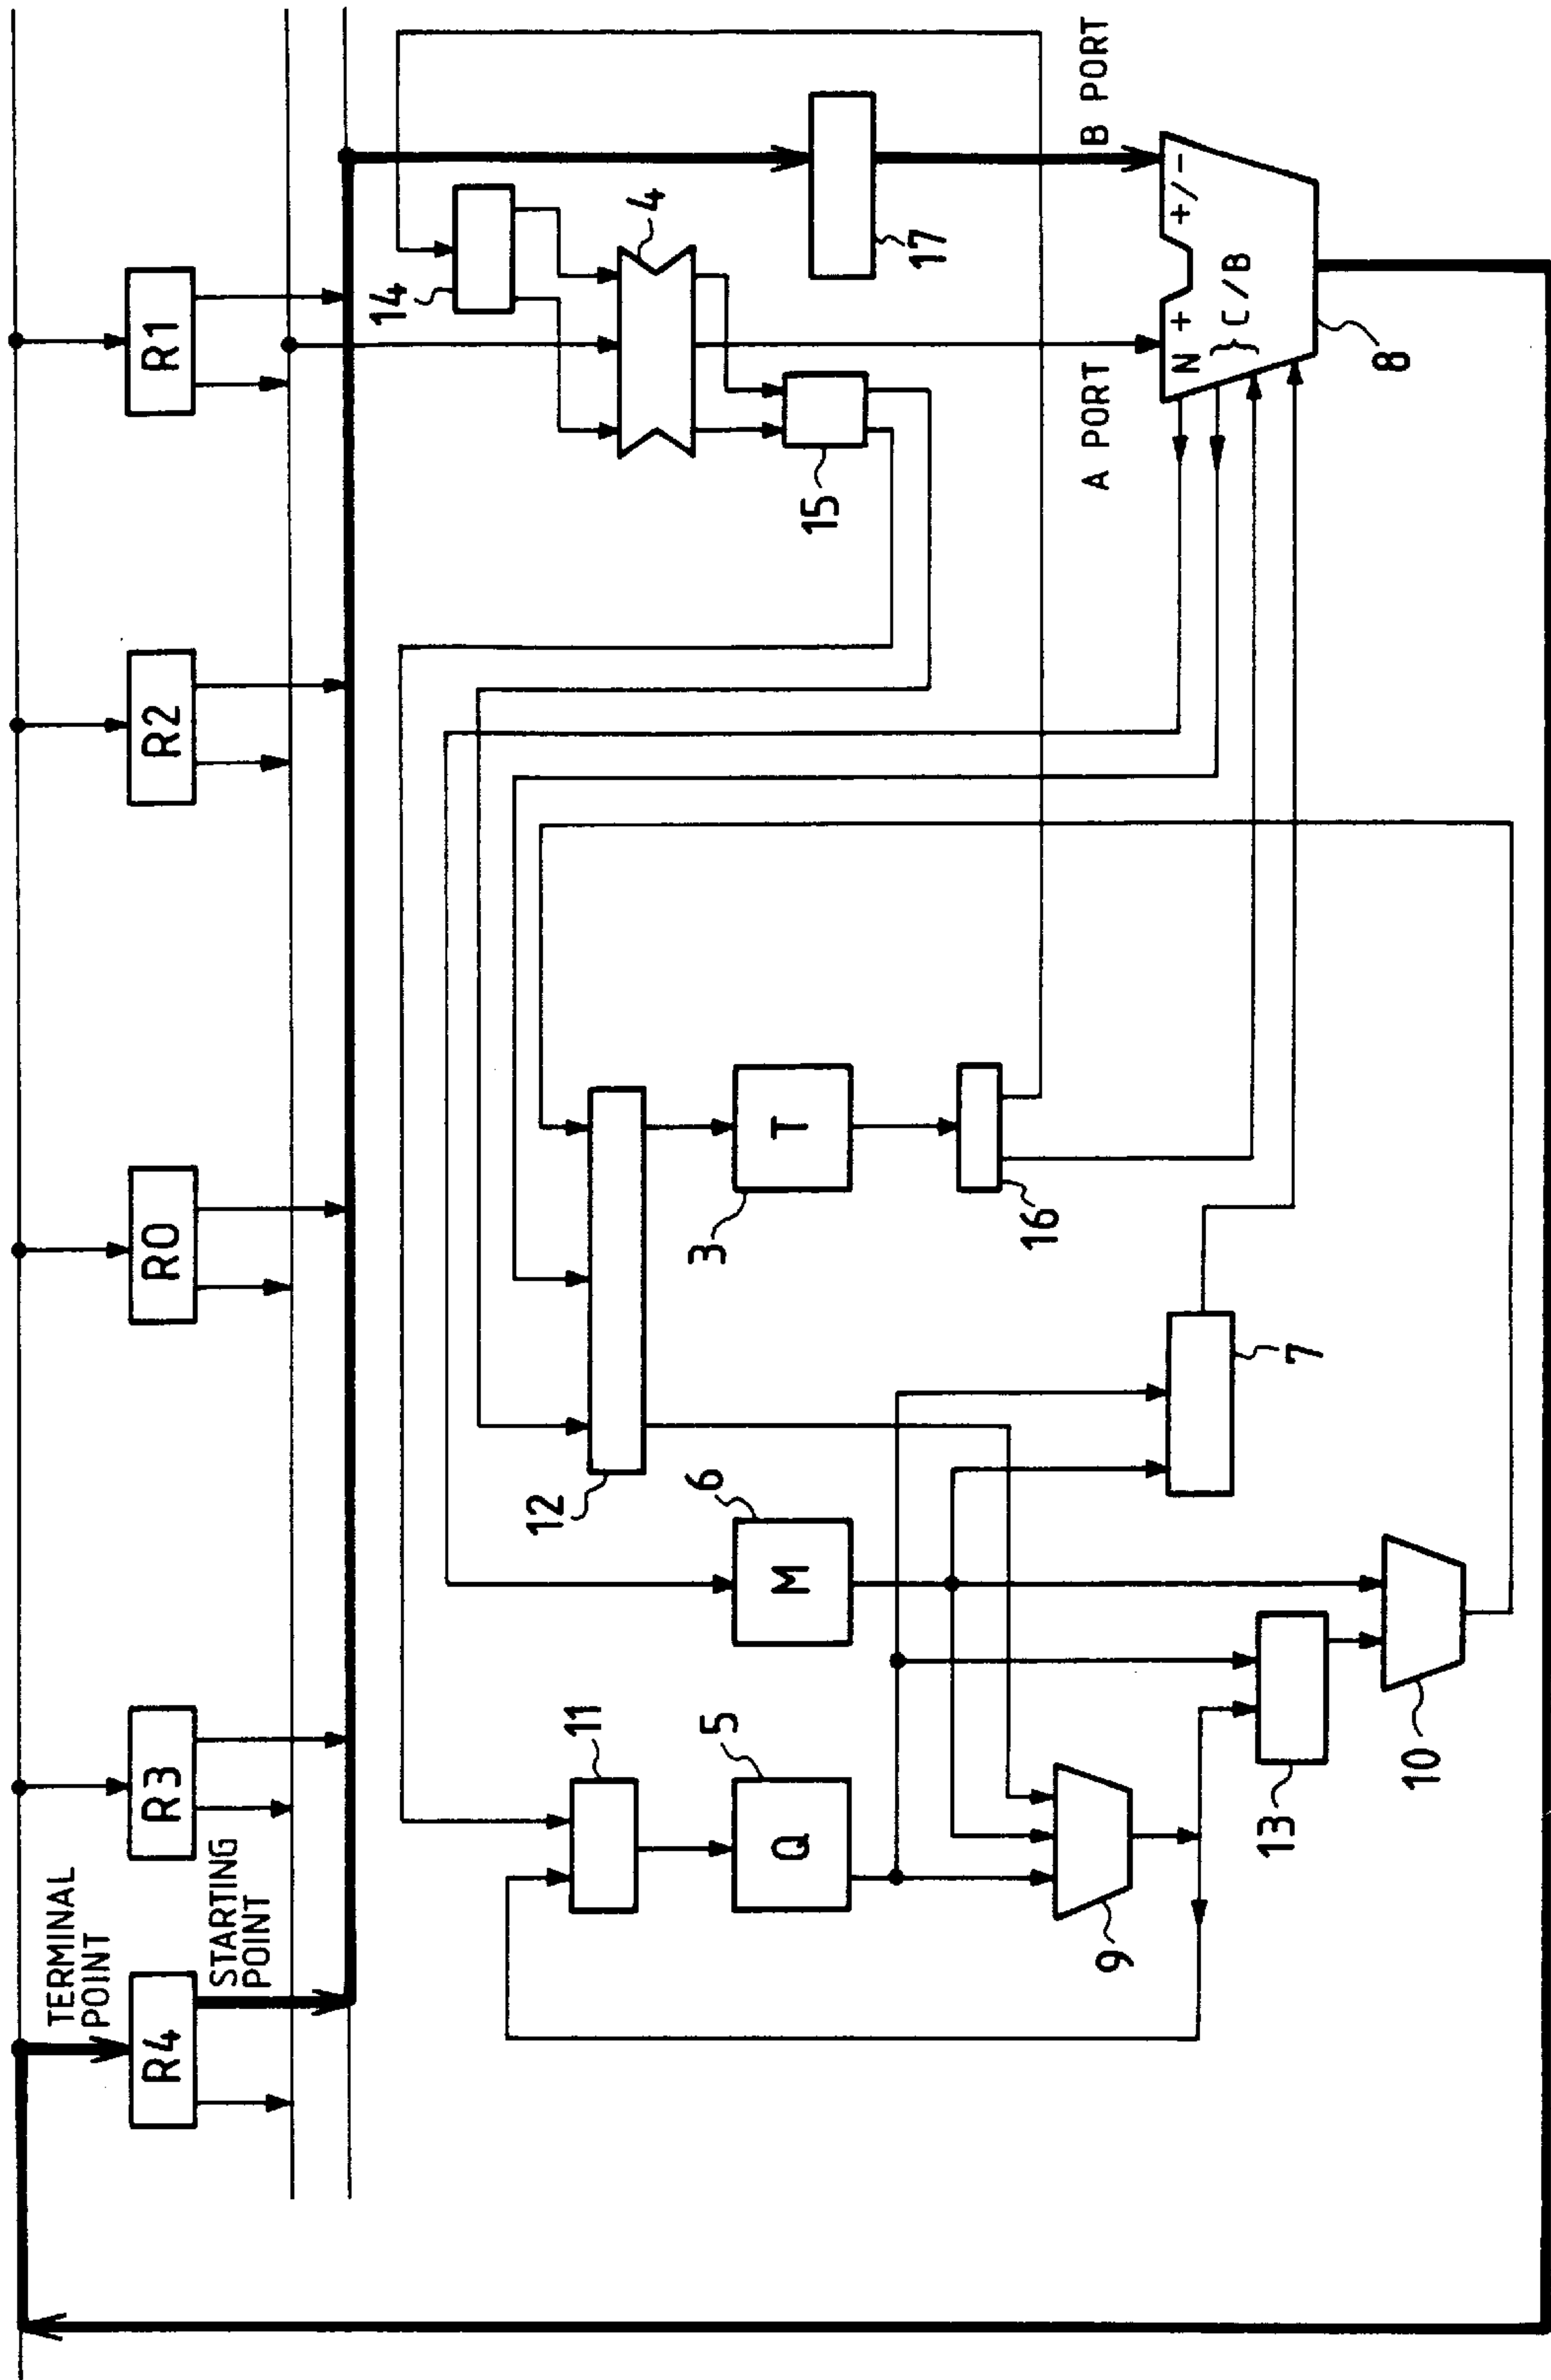 TERMINAL
POINT
STARTING
POINT
R4
R3
R0
R2
R1
14
4
15
17
A PORT
B PORT
N + +/-
} C/B
8
12
3
T
16
6
M
7
11
5
Q
9
13
10